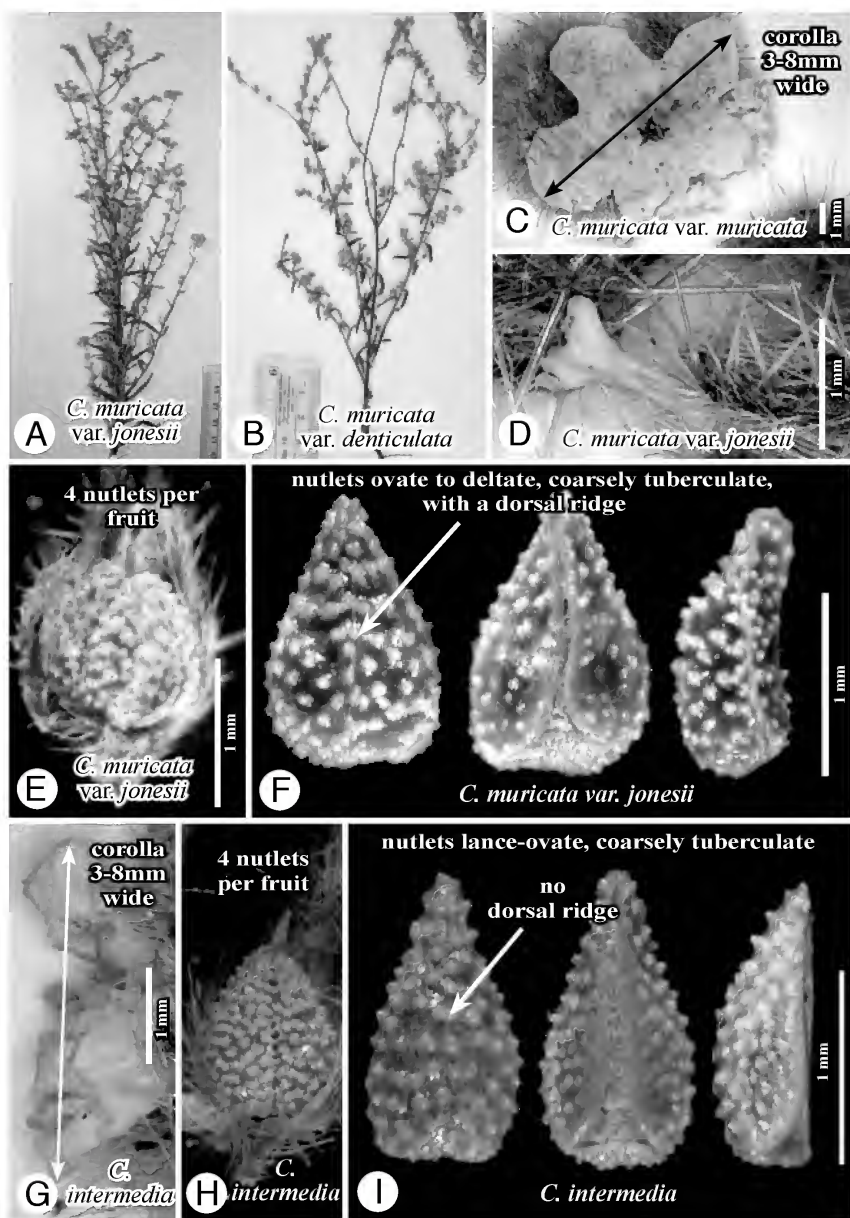 A
C. muricata
var. jonesii
B
C. muricata
var. denticulata
corolla
3-8mm
wide
1 mm
C
C. muricata var. muricata
D
C. muricata var. jonesii
1 mm
4 nutlets per
fruit
E
C. muricata
var. jonesii
1 mm
nutlets ovate to deltate, coarsely tuberculate,
with a dorsal ridge
1 mm
F
C. muricata var. jonesii
corolla
3-8mm
wide
1 mm
G
C.
intermedia
4 nutlets
per fruit
H
C.
intermedia
nutlets lance-ovate, coarsely tuberculate
no
dorsal ridge
1 mm
I
C. intermedia